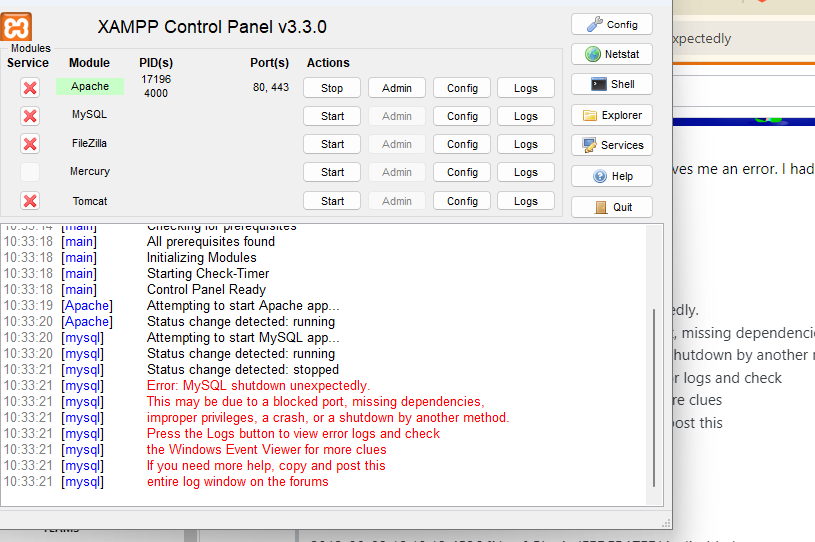 XAMPP Control Panel v3.3.0
Config
Modules
Service Module PID(s) Port(s) Actions
Netstat
expectedly
Apache 17196 4000 80, 443 Stop Admin Config Logs
Shell
MySQL Start Admin Config Logs
Explorer
FileZilla Start Admin Config Logs
Services
Mercury Start Admin Config Logs
Help
ves me an error. I had
Tomcat Start Admin Config Logs
Quit
10:33:14 [main] Checking for prerequisites
10:33:18 [main] All prerequisites found
10:33:18 [main] Initializing Modules
10:33:18 [main] Starting Check-Timer
10:33:18 [main] Control Panel Ready
10:33:19 [Apache] Attempting to start Apache app...
10:33:20 [Apache] Status change detected: running
10:33:20 [mysql] Attempting to start MySQL app...
10:33:20 [mysql] Status change detected: running
10:33:21 [mysql] Status change detected: stopped
10:33:21 [mysql] Error: MySQL shutdown unexpectedly.
10:33:21 [mysql] This may be due to a blocked port, missing dependencies,
10:33:21 [mysql] improper privileges, a crash, or a shutdown by another method.
10:33:21 [mysql] Press the Logs button to view error logs and check
10:33:21 [mysql] the Windows Event Viewer for more clues
10:33:21 [mysql] If you need more help, copy and post this
10:33:21 [mysql] entire log window on the forums
edly.
, missing dependencie
hutdown by another
r logs and check
re clues
post this
TEAMS